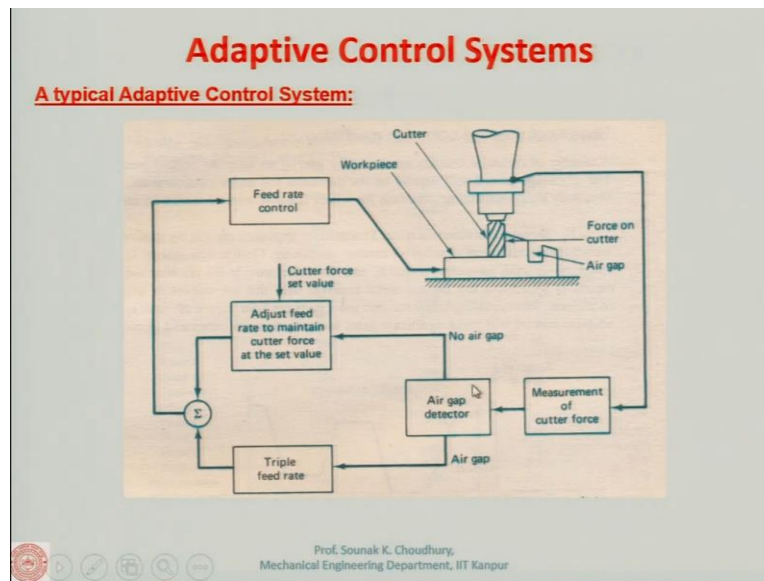 Adaptive Control Systems
A typical Adaptive Control System:
Cutter
Workpiece
Feed rate
control
Force on
cutter
Air gap
Cutter force
set value
Adjust feed
rate to maintain
cutter force
at the set value
No air gap
Air gap
detector
Measurement
of
cutter force
Σ
Triple
feed rate
Air gap
Prof. Sounak K. Choudhury,
Mechanical Engineering Department, IIT Kanpur